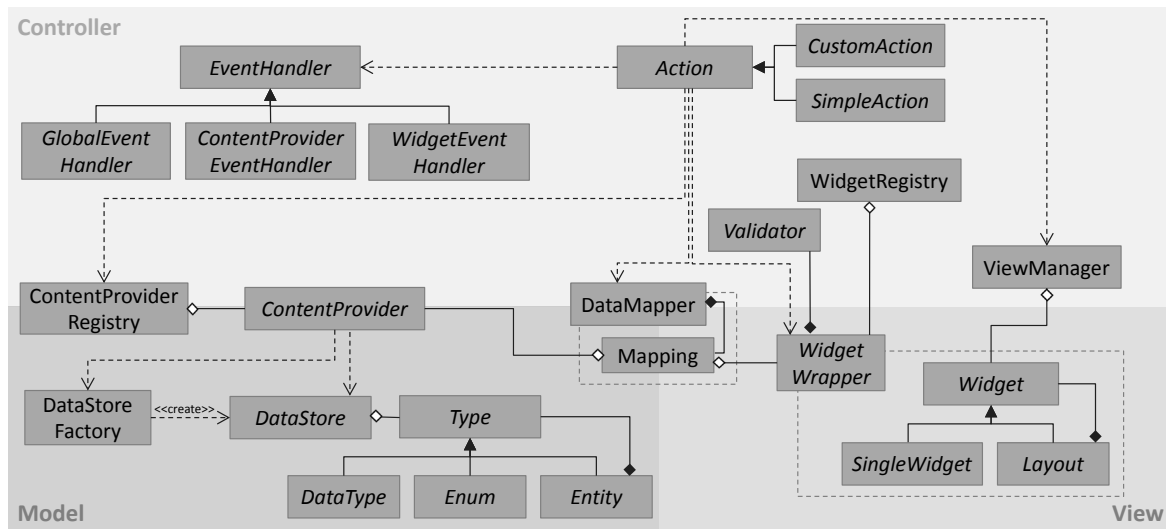 Controller
EventHandler
Action
CustomAction
SimpleAction
GlobalEvent
Handler
ContentProvider
EventHandler
WidgetEvent
Handler
WidgetRegistry
Validator
ViewManager
ContentProvider
Registry
ContentProvider
DataMapper
Mapping
Widget
Wrapper
Widget
DataStore
Factory
<<create>>
DataStore
Type
SingleWidget
Layout
DataType
Enum
Entity
Model
View